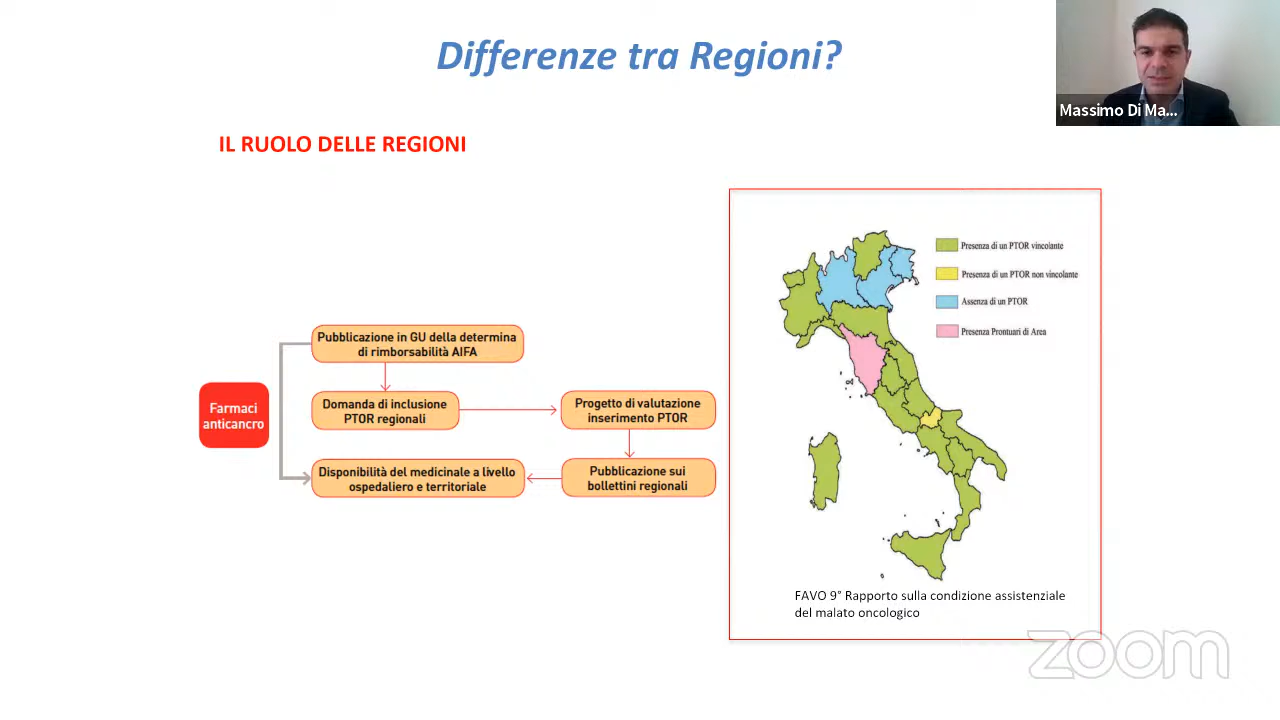 Differenze tra Regioni?
Massimo Di Ma...
IL RUOLO DELLE REGIONI
Farmaci
anticancro
Pubblicazione in GU della determina
di rimborsabilità AIFA
Domanda di inclusione
PTOR regionali
Progetto di valutazione
inserimento PTOR
Disponibilità del medicinale a livello
ospedaliero e territoriale
Pubblicazione sui
bollettini regionali
Presenza di un PTOR vincolante
Presenza di un PTOR non vincolante
Assenza di un PTOR
Presenza Prontuari di Area
FAVO 9° Rapporto sulla condizione assistenziale
del malato oncologico
zoom